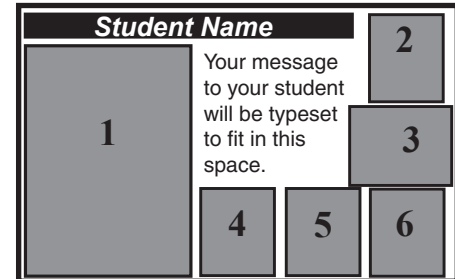 Student Name
Your message
to your student
will be typeset
to fit in this
space.
1
2
3
4
5
6